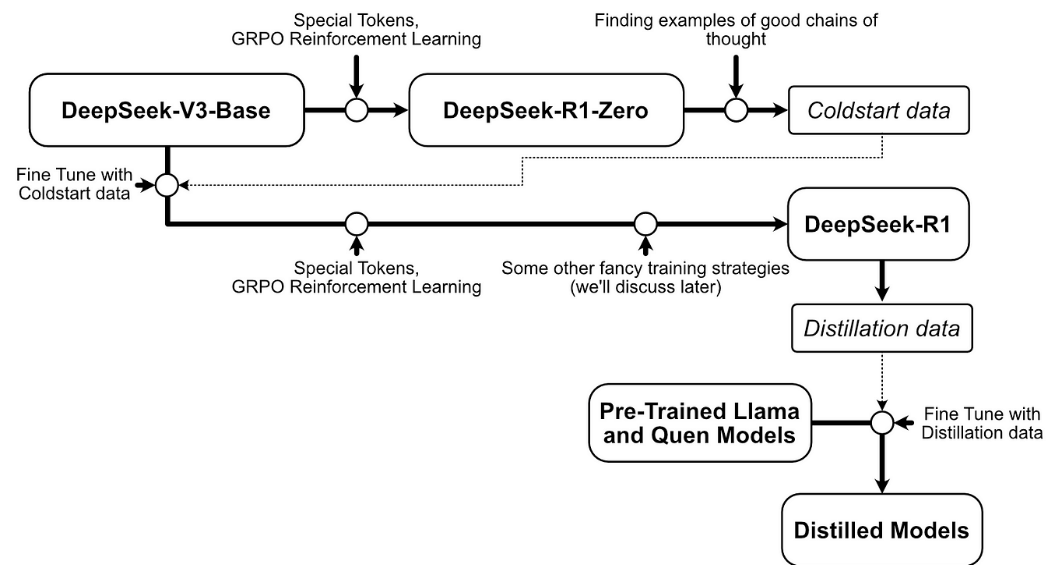 Special Tokens,
GRPO Reinforcement Learning
Finding examples of good chains of
thought
DeepSeek-V3-Base
DeepSeek-R1-Zero
Coldstart data
Fine Tune with
Coldstart data
DeepSeek-R1
Special Tokens,
GRPO Reinforcement Learning
Some other fancy training strategies
(we'll discuss later)
Distillation data
Pre-Trained Llama
and Quen Models
Fine Tune with
Distillation data
Distilled Models